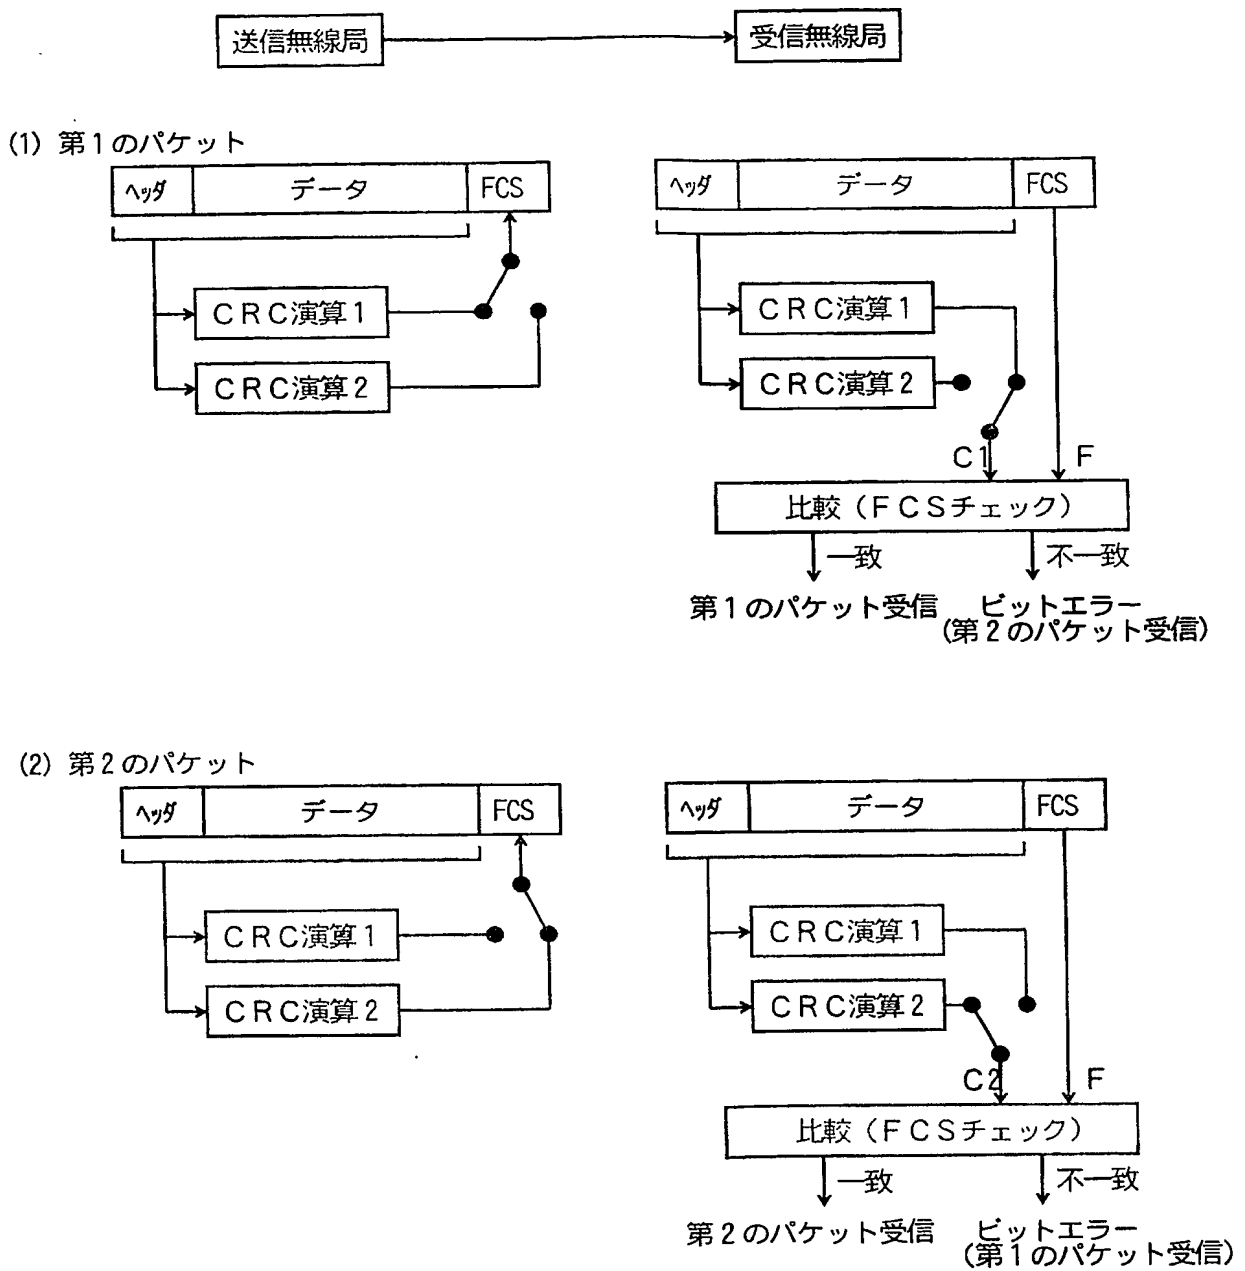 送信無線局
受信無線局
(1) 第1のパケット
ヘッダ
データ
FCS
ヘッダ
データ
FCS
CRC演算1
CRC演算2
CRC演算1
CRC演算2
C1
F
比較(FCSチェック)
一致
不一致
第1のパケット受信
ビットエラー
(第2のパケット受信)
(2) 第2のパケット
ヘッダ
データ
FCS
ヘッダ
データ
FCS
CRC演算1
CRC演算2
CRC演算1
CRC演算2
C2
F
比較(FCSチェック)
一致
不一致
第2のパケット受信
ビットエラー
(第1のパケット受信)